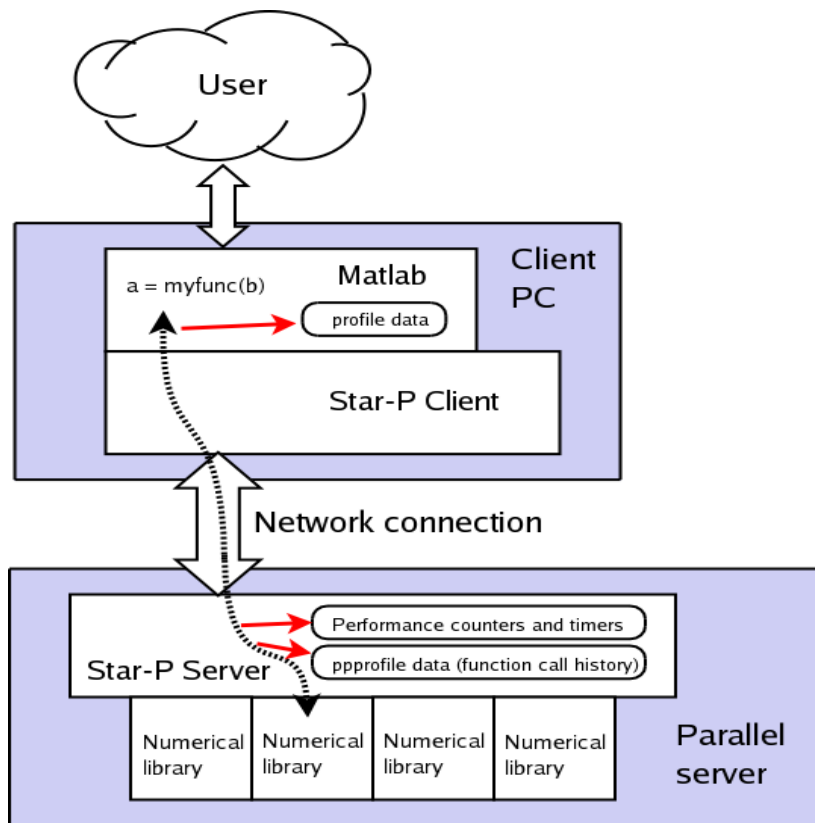 User
Client
PC
Matlab
a = myfunc(b)
profile data
Star-P Client
Network connection
Performance counters and timers
ppprofile data (function call history)
Star-P Server
Numerical
library
Numerical
library
Numerical
library
Numerical
library
Parallel
server